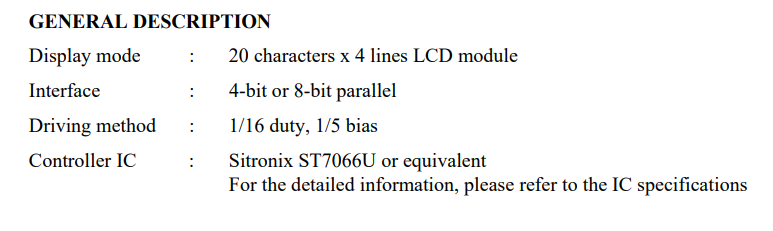 GENERAL DESCRIPTION
Display mode : 20 characters x 4 lines LCD module
Interface : 4-bit or 8-bit parallel
Driving method : 1/16 duty, 1/5 bias
Controller IC : Sitronix ST7066U or equivalent
For the detailed information, please refer to the IC specifications